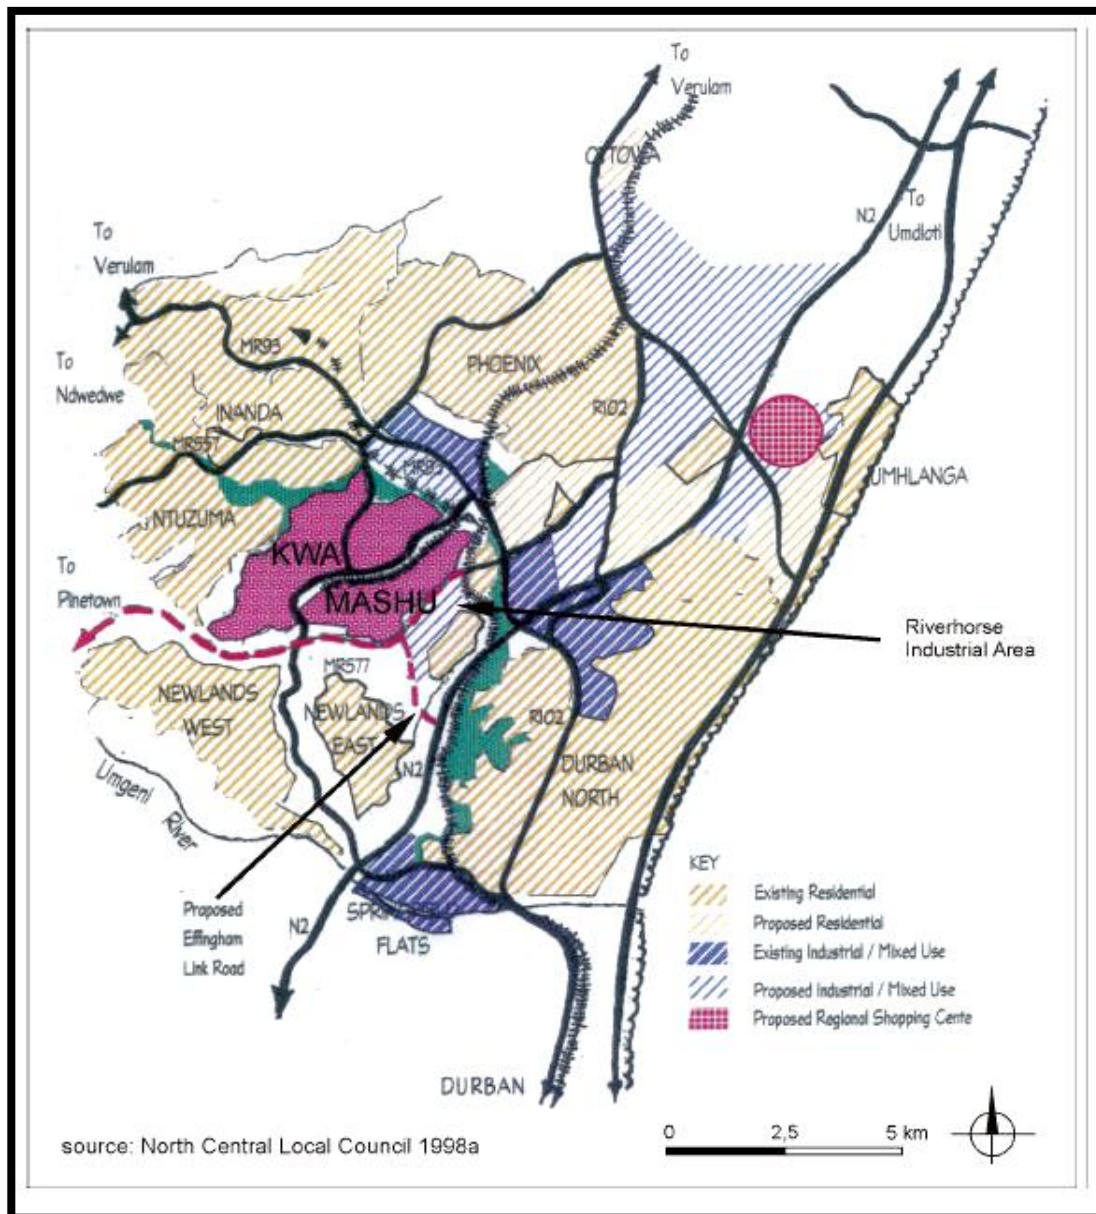 To
Verulam
OTTOWA
N2
To
Umdloti
To
Verulam
To
Ndwedwe
MR93
INANDA
MR557
PHOENIX
R102
MR93
UMHLANGA
NTUZUMA
KWA
MASHU
To
Pinetown
Riverhorse
Industrial Area
MR577
NEWLANDS
WEST
NEWLANDS
EAST
N2
R102
DURBAN
NORTH
Umgeni
River
Proposed
Effingham
Link Road
N2
FLATS
KEY
Existing Residential
Proposed Residential
Existing Industrial / Mixed Use
Proposed Industrial / Mixed Use
Proposed Regional Shopping Cente
DURBAN
source: North Central Local Council 1998a
0 2,5 5 km